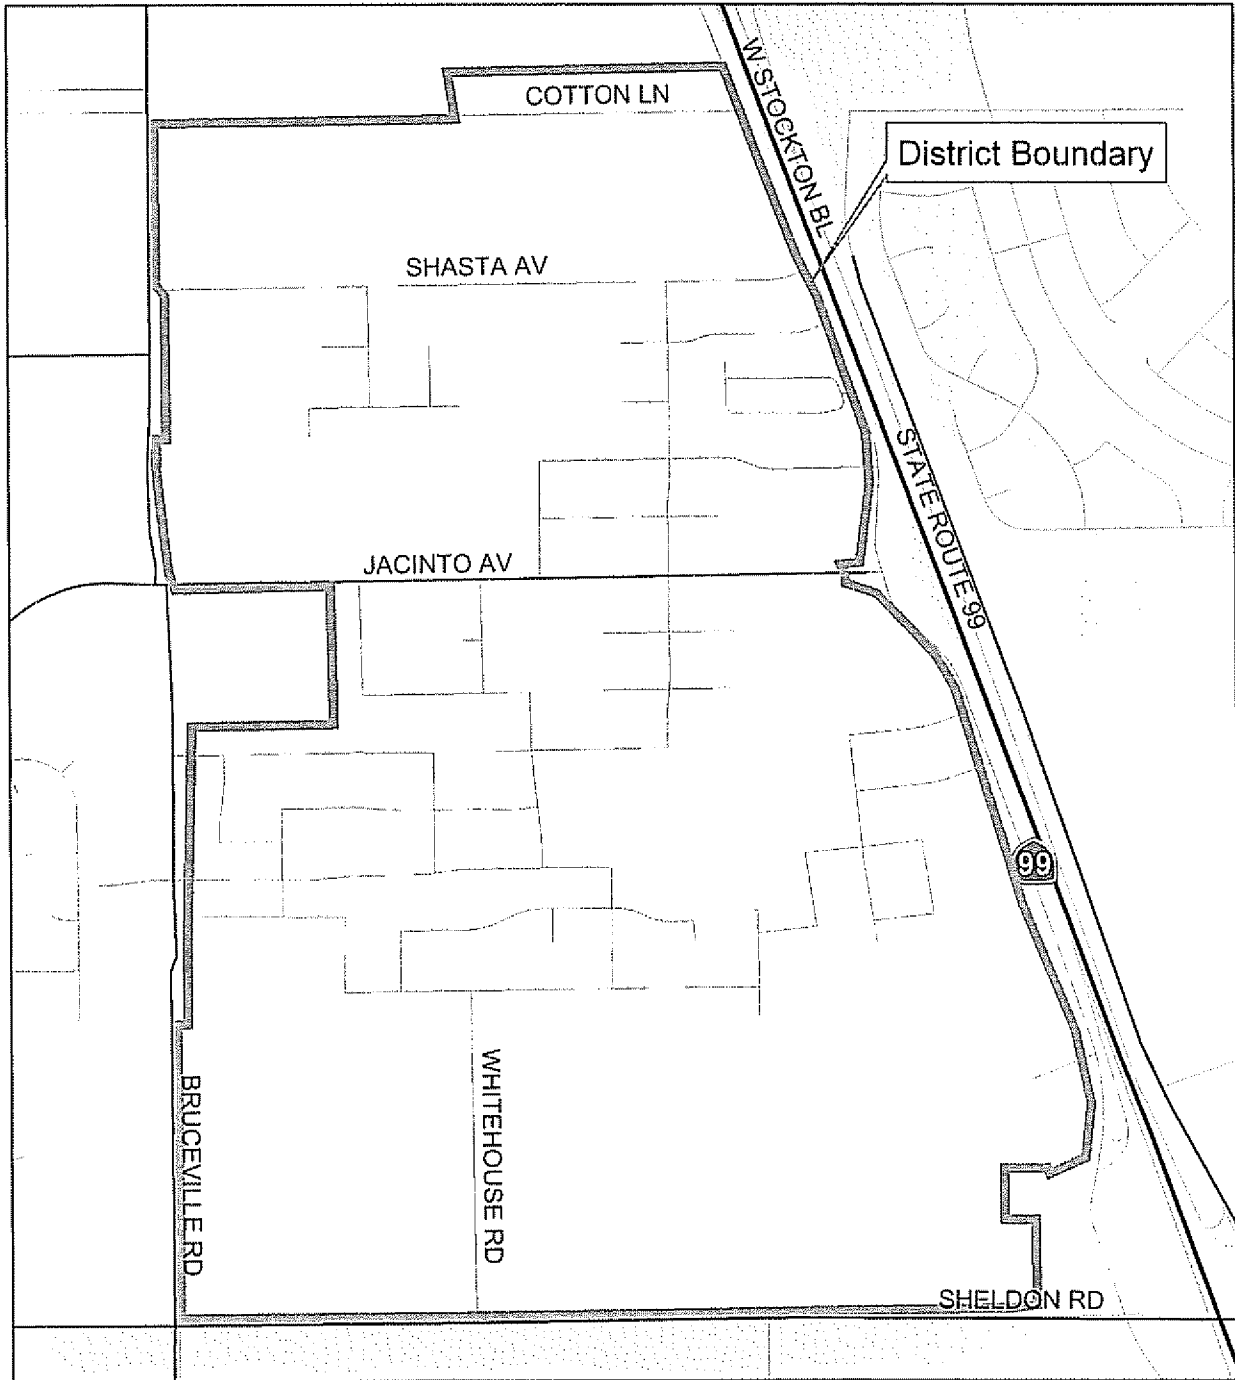 COTTON LN
W STOCKTON BL
District Boundary
SHASTA AV
STATE ROUTE 99
JACINTO AV
99
WHITEHOUSE RD
BRUCEVILLE RD
SHELDON RD